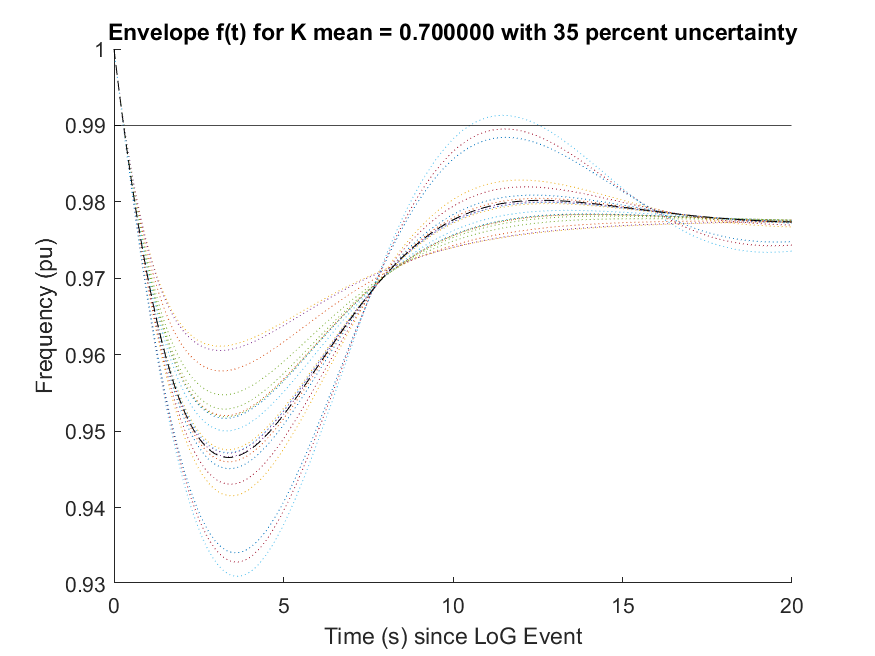 Envelope f(t) for K mean = 0.700000 with 35 percent uncertainty
1
0.99
0.98
0.97
0.96
0.95
0.94
0.93
Frequency (pu)
0 5 10 15 20
Time (s) since LoG Event